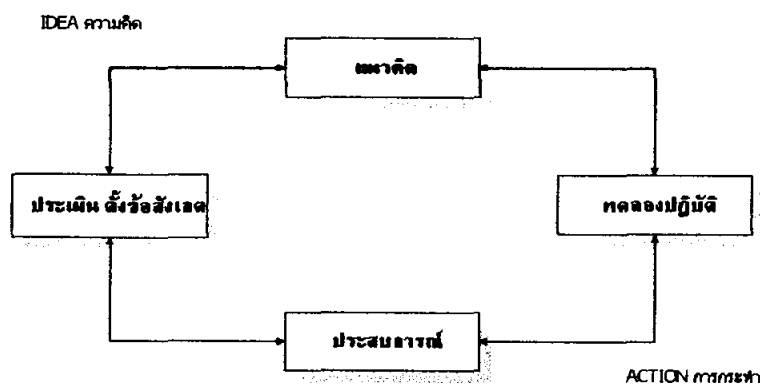 IDEA ความคิด
แนวคิด
ประเมิน ตั้งข้อสังเกต
ทดลองปฏิบัติ
ประสบการณ์
ACTION การกระทำ